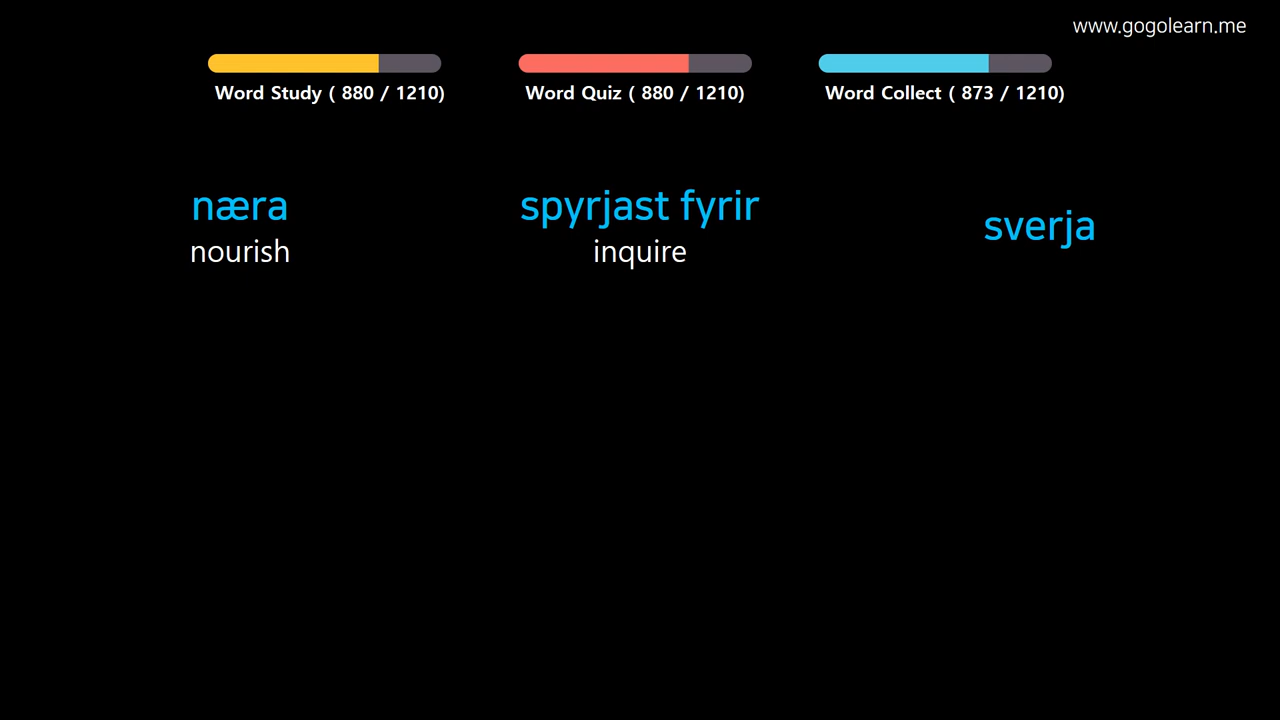 www.gogolearn.me
Word Study ( 880 / 1210)
Word Quiz ( 880 / 1210)
Word Collect ( 873 / 1210)
næra
nourish
spyrjast fyrir
inquire
sverja